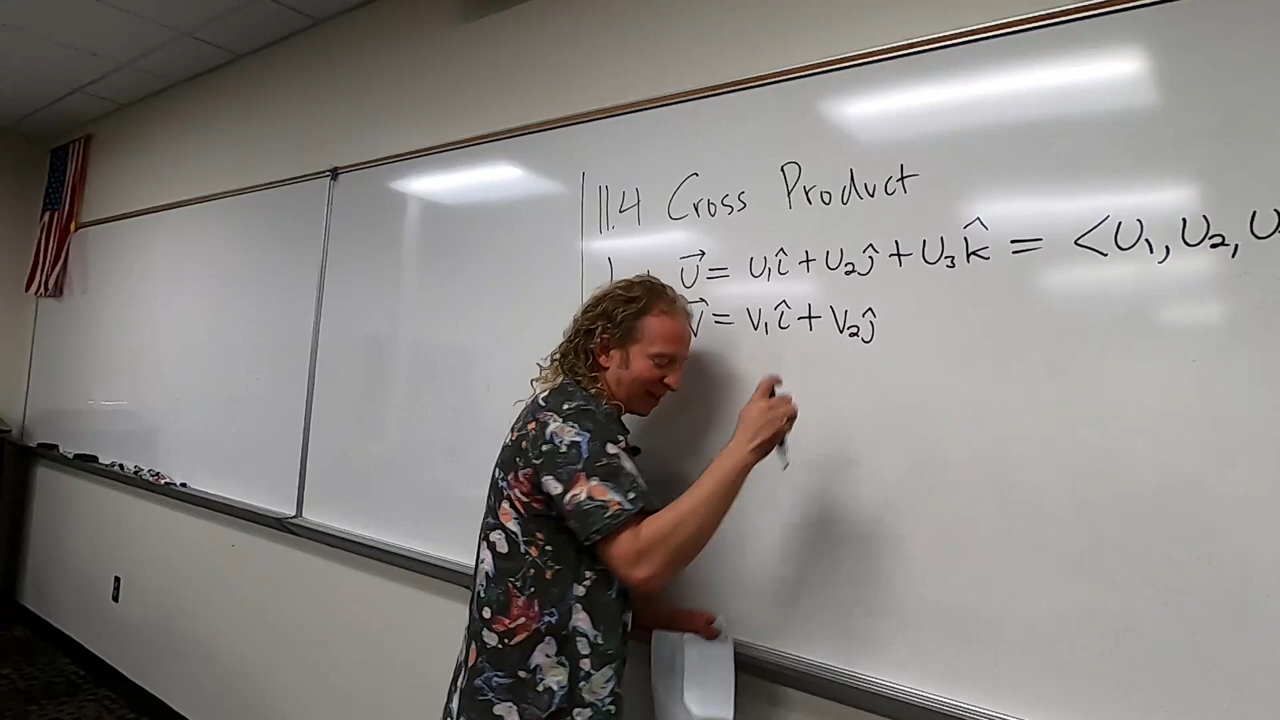 11.4 Cross Product
u⃗ = u₁î + u₂ĵ + u₃k̂ = <u₁, u₂, u
v⃗ = v₁î + v₂ĵ